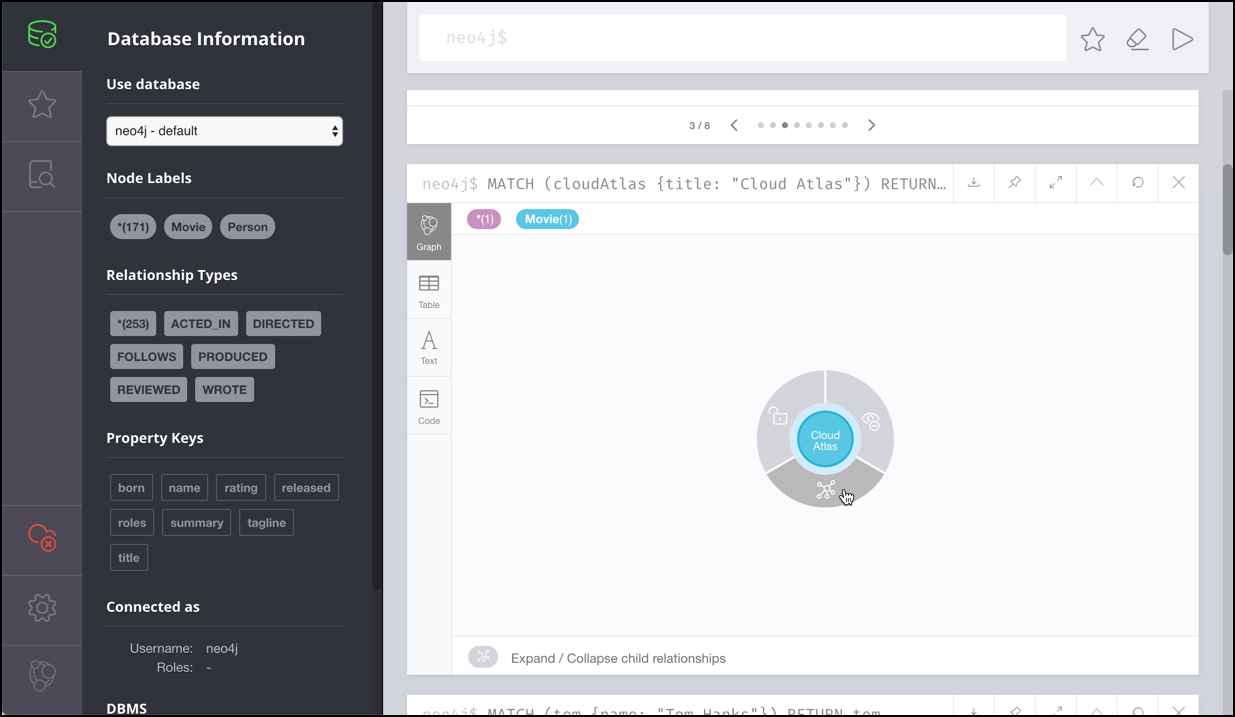 Database Information
Use database
neo4j - default
Node Labels
*(171) Movie Person
Relationship Types
*(253) ACTED_IN DIRECTED
FOLLOWS PRODUCED
REVIEWED WROTE
Property Keys
born name rating released
roles summary tagline
title
Connected as
Username: neo4j
Roles: -
DBMS
neo4j$
3 / 8
neo4j$ MATCH (cloudAtlas {title: "Cloud Atlas"}) RETURN…
*(1) Movie(1)
Graph
Table
A
Text
Code
Cloud
Atlas
Expand / Collapse child relationships
neo4j$ MATCH (tom {name: "Tom Hanks"}) RETURN tom